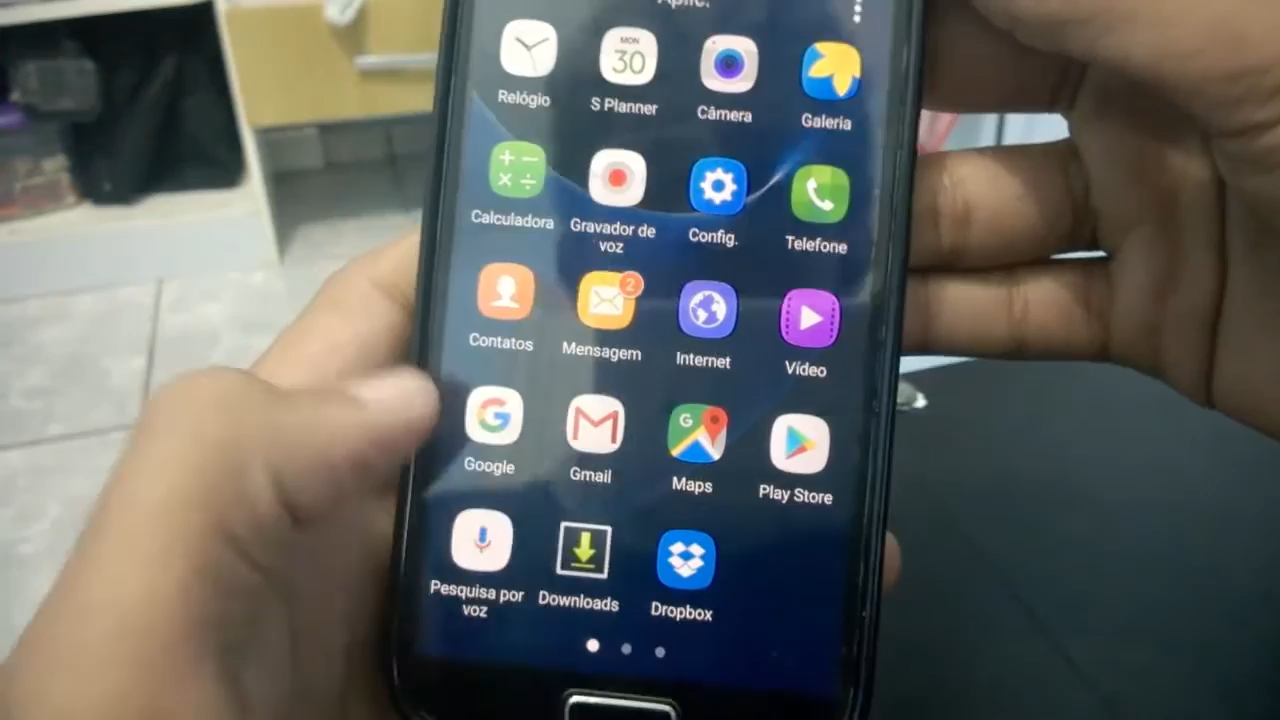 Aplic.
Relógio
MON
30
S Planner
Câmera
Galeria
Calculadora
Gravador de
voz
Config.
Telefone
Contatos
2
Mensagem
Internet
Vídeo
G
Google
M
Gmail
G
Maps
Play Store
Pesquisa por
voz
Downloads
Dropbox